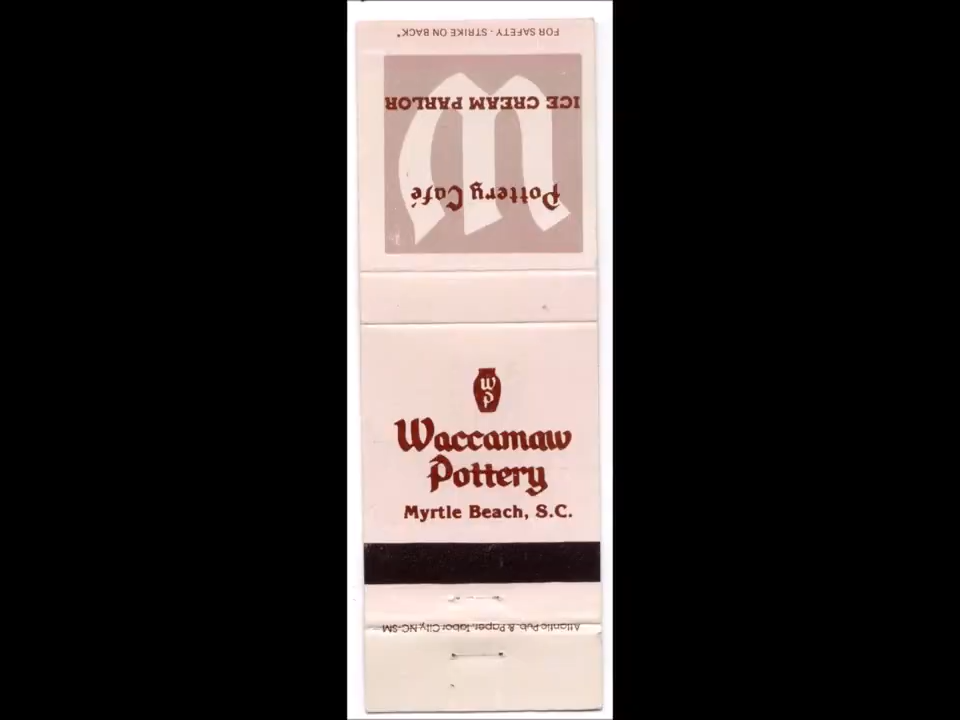 FOR SAFETY - STRIKE ON BACK"
Pottery Café
ICE CREAM PARLOR
W
P
Waccamaw
Pottery
Myrtle Beach, S.C.
Atlantic Pub. & Paper, Tabor City, NC-SM